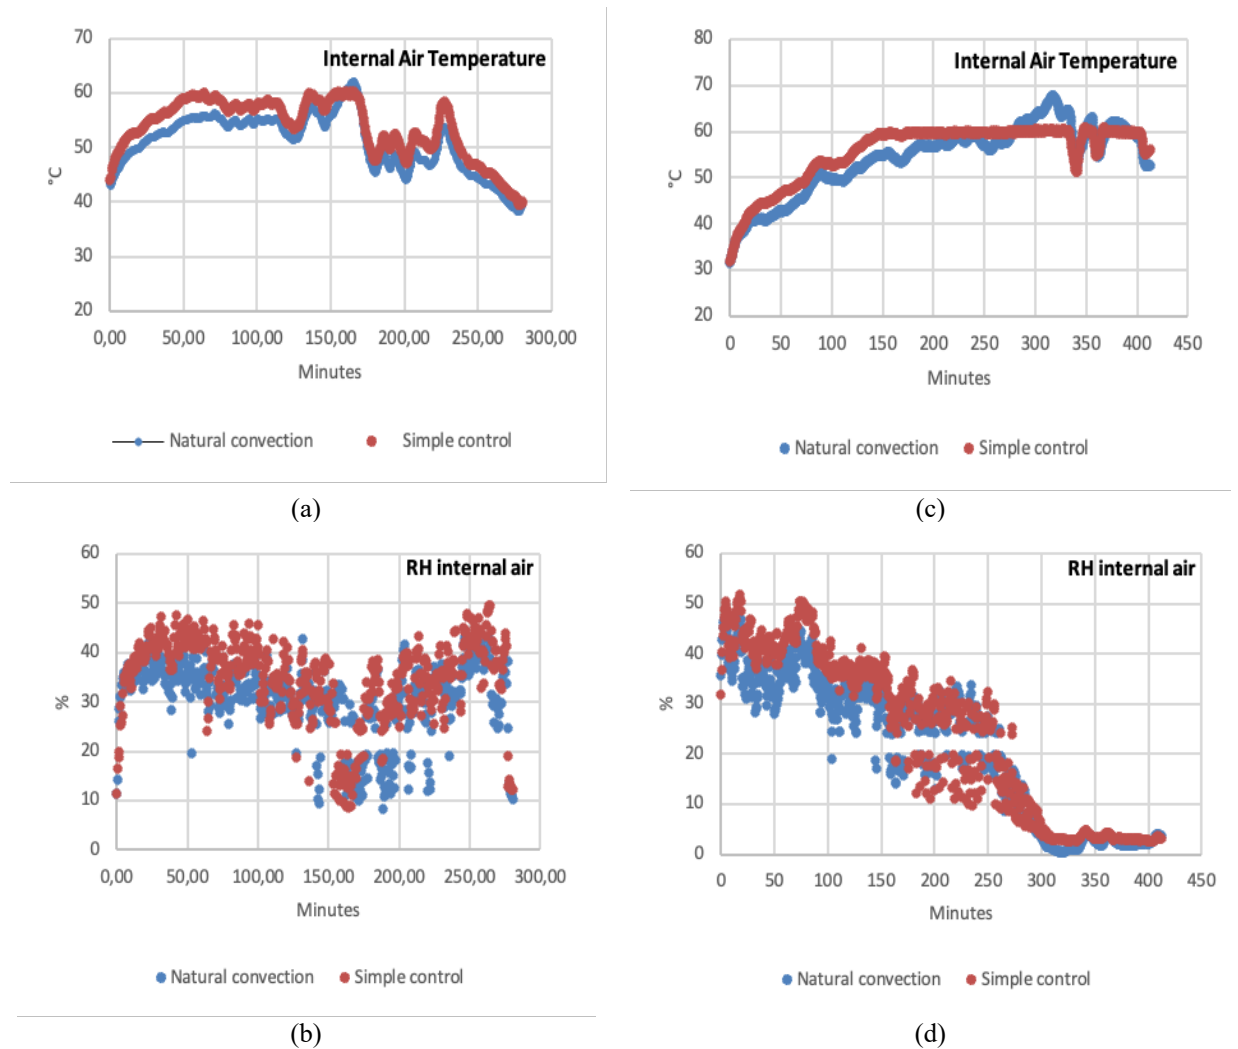 Internal Air Temperature
70
60
50
40
30
20
°C
0,00 50,00 100,00 150,00 200,00 250,00 300,00
Minutes
Natural convection Simple control
(a)
Internal Air Temperature
80
70
60
50
40
30
20
°C
0 50 100 150 200 250 300 350 400 450
Minutes
Natural convection Simple control
(c)
RH internal air
60
50
40
30
20
10
0
%
0,00 50,00 100,00 150,00 200,00 250,00 300,00
Minutes
Natural convection Simple control
(b)
RH internal air
60
50
40
30
20
10
0
%
0 50 100 150 200 250 300 350 400 450
Minutes
Natural convection Simple control
(d)